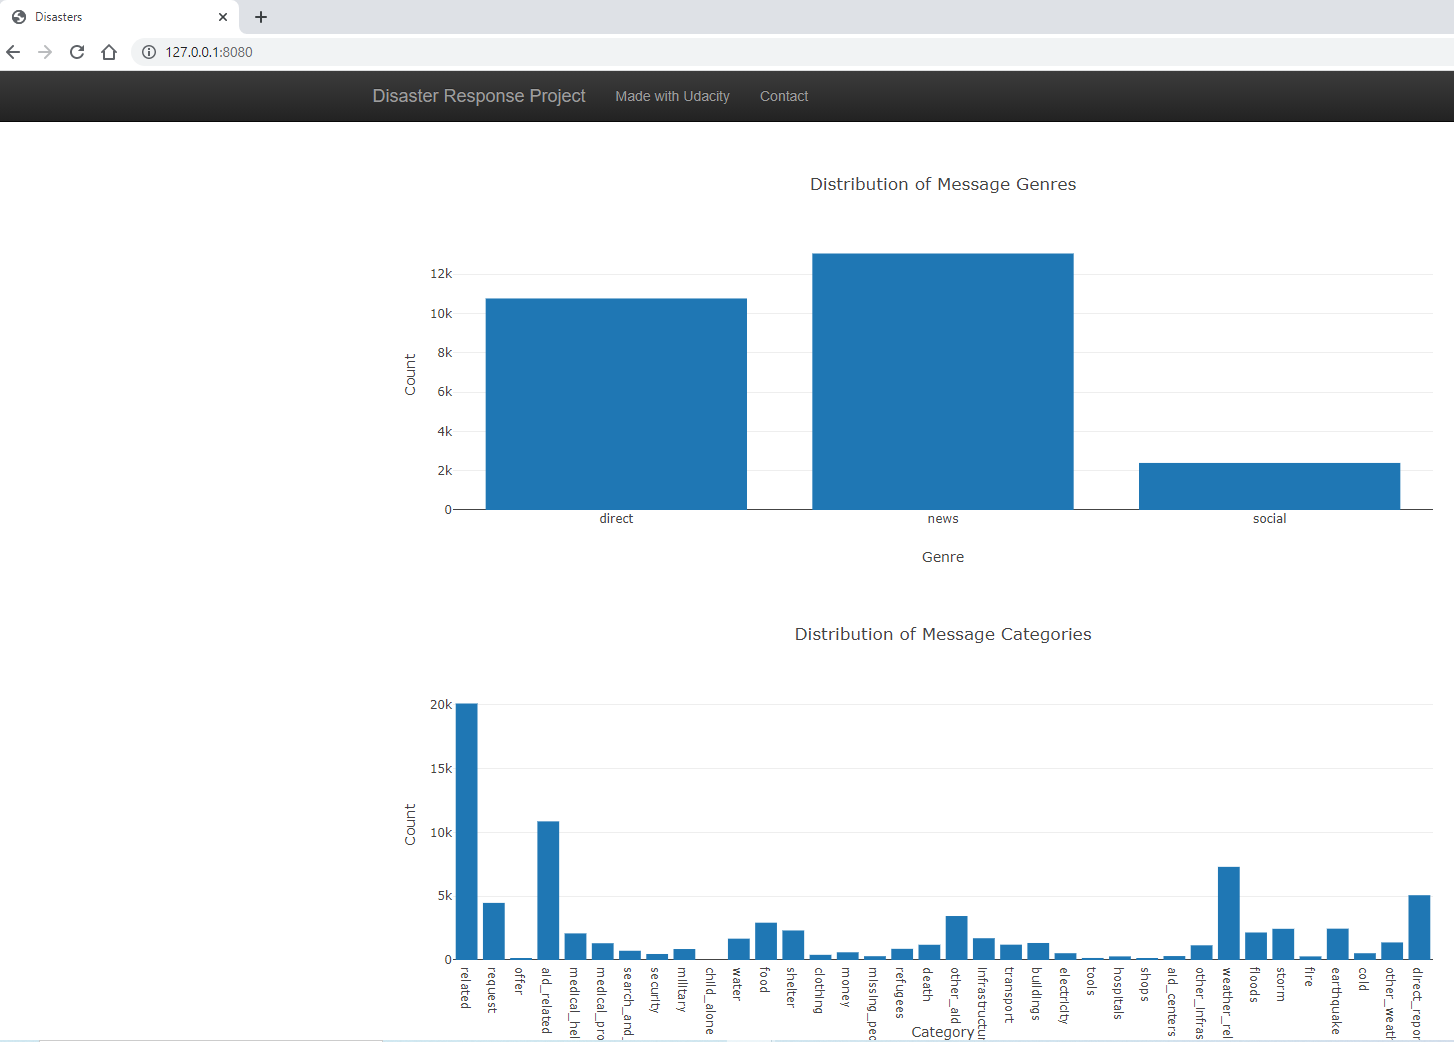 Disasters
127.0.0.1:8080
Disaster Response Project Made with Udacity Contact
Distribution of Message Genres
12k
10k
8k
6k
4k
2k
0
Count
direct news social
Genre
Distribution of Message Categories
20k
15k
10k
5k
0
Count
related request offer aid_related medical_hel medical_pro search_and_ security military child_alone water food shelter clothing money missing_peo refugees death other_aid infrastructur transport buildings electricity tools hospitals shops aid_centers other_infras weather_rel floods storm fire earthquake cold other_weath direct_repor
Category